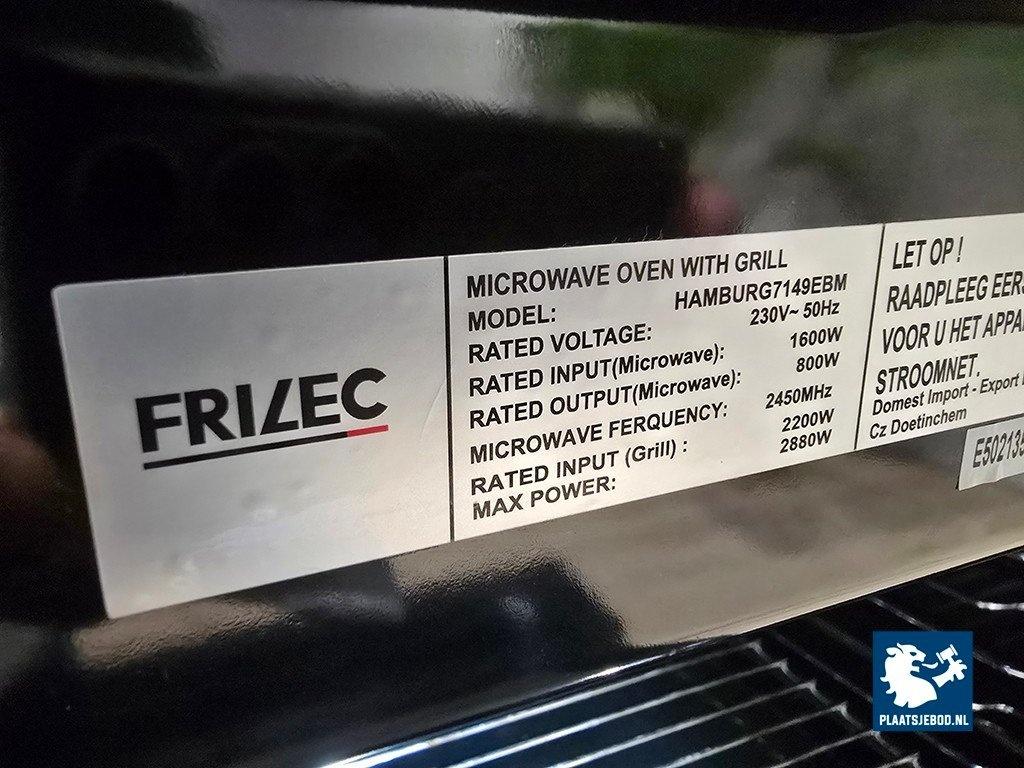 FRILEC
MICROWAVE OVEN WITH GRILL
MODEL: HAMBURG7149EBM
RATED VOLTAGE: 230V~ 50Hz
RATED INPUT(Microwave): 1600W
RATED OUTPUT(Microwave): 800W
MICROWAVE FERQUENCY: 2450MHz
RATED INPUT (Grill) : 2200W
MAX POWER: 2880W
LET OP !
RAADPLEEG
VOOR U HET
STROOMNET.
Domest Import - Export
Cz Doetinchem
PLAATSJEBOD.NL